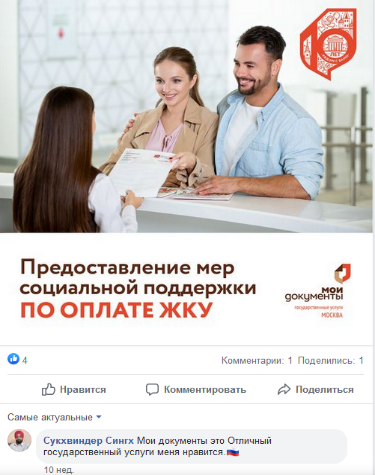 10
Предоставление мер
социальной поддержки
ПО ОПЛАТЕ ЖКУ
мои
документы
государственные услуги
МОСКВА
4
Комментарии: 1 Поделились: 1
Нравится
Комментировать
Поделиться
Самые актуальные
Сукхвиндер Сингх Мои документы это Отличный
государственный услуги меня нравится.🇷🇺
10 нед.